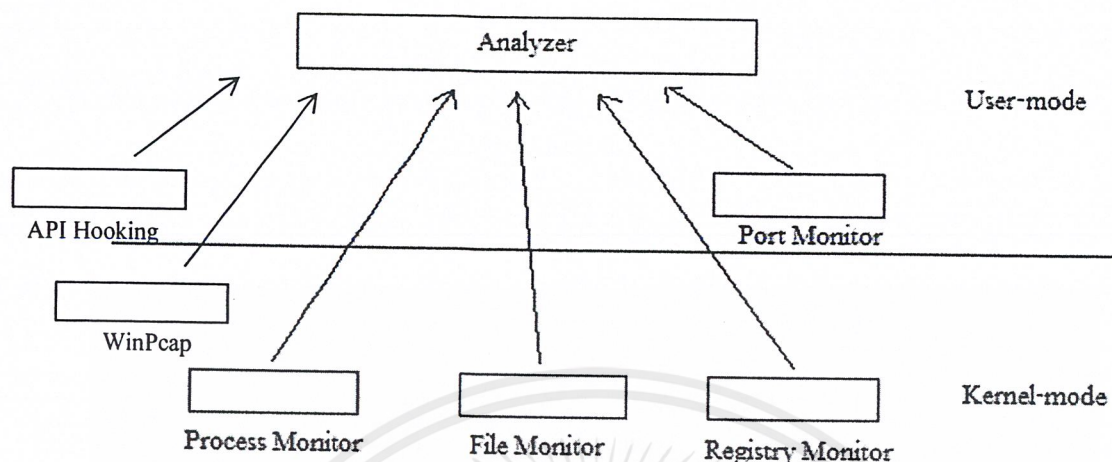 Analyzer
User-mode
API Hooking
Port Monitor
WinPcap
Kernel-mode
Process Monitor
File Monitor
Registry Monitor